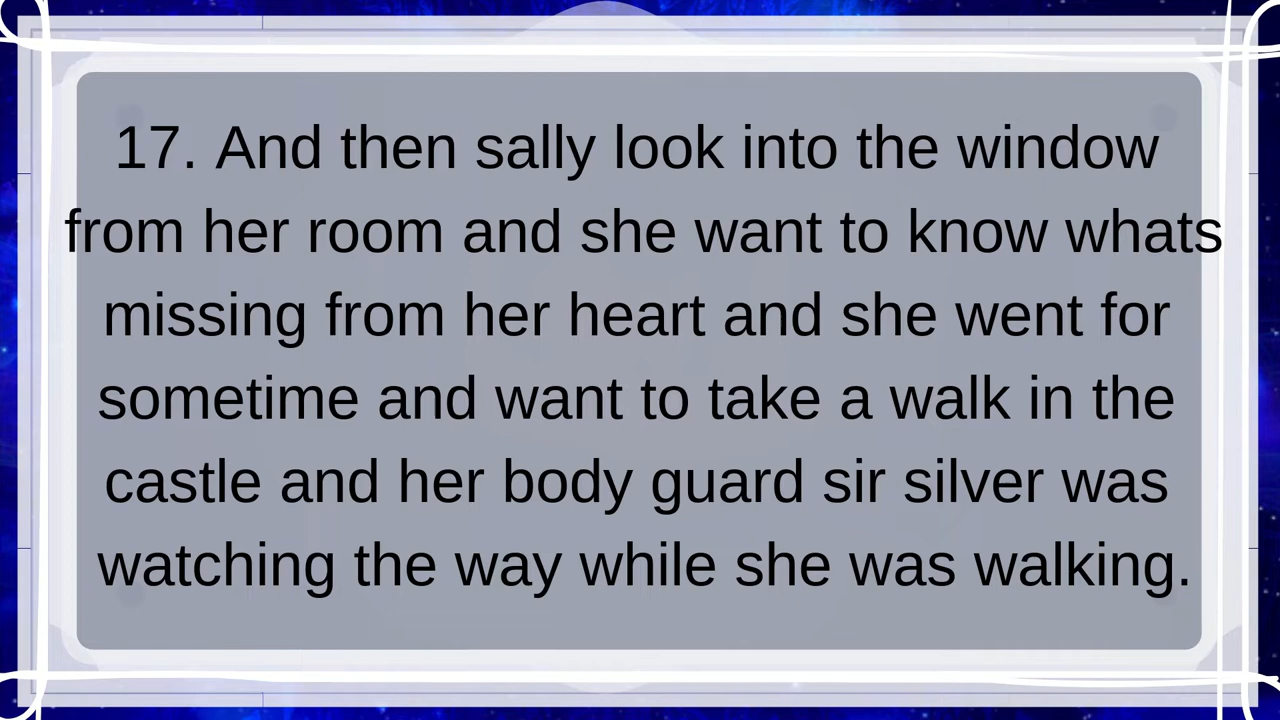 17. And then sally look into the window
from her room and she want to know whats
missing from her heart and she went for
sometime and want to take a walk in the
castle and her body guard sir silver was
watching the way while she was walking.